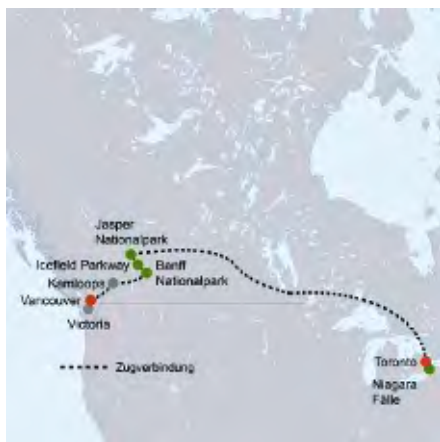 Jasper
Nationalpark
Icefield Parkway
Banff
Nationalpark
Kamloops
Vancouver
Victoria
Toronto
Niagara
Fälle
Zugverbindung